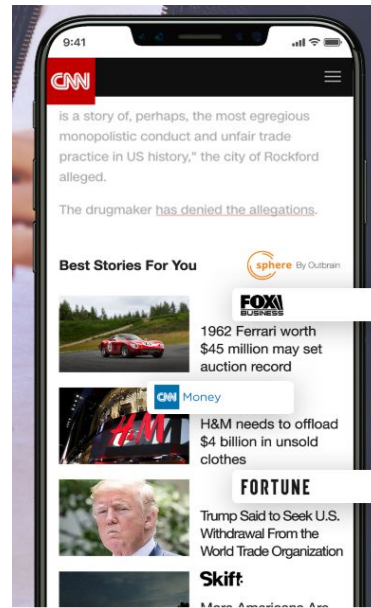 9:41
CNN
is a story of, perhaps, the most egregious
monopolistic conduct and unfair trade
practice in US history," the city of Rockford
alleged.
The drugmaker has denied the allegations.
Best Stories For You
sphere By Outbrain
FOX
BUSINESS
1962 Ferrari worth
$45 million may set
auction record
CNN Money
H&M
H&M needs to offload
$4 billion in unsold
clothes
FORTUNE
Trump Said to Seek U.S.
Withdrawal From the
World Trade Organization
Skift
More Americans Are